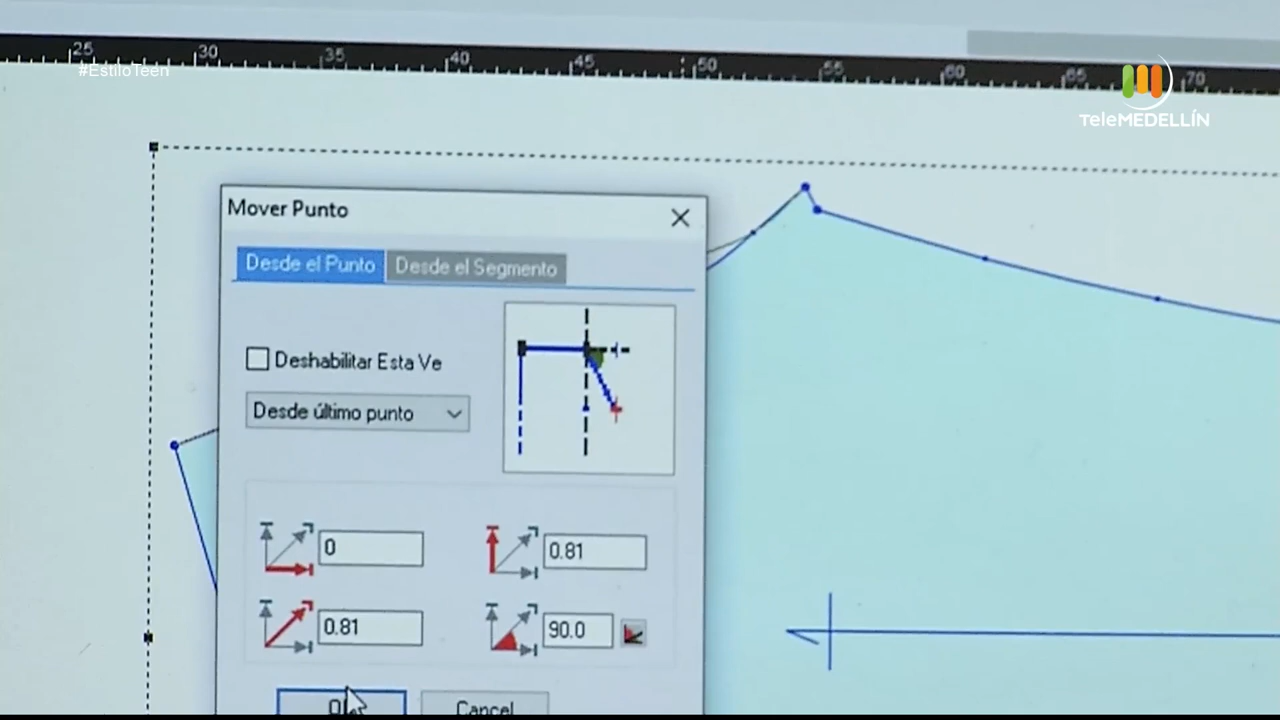 25 30 35 40 45 50 55 60 65 70
#EstiloTeen
TeleMEDELLÍN
Mover Punto
Desde el Punto Desde el Segmento
Deshabilitar Esta Ve
Desde último punto
0 0.81
0.81 90.0
Cancel